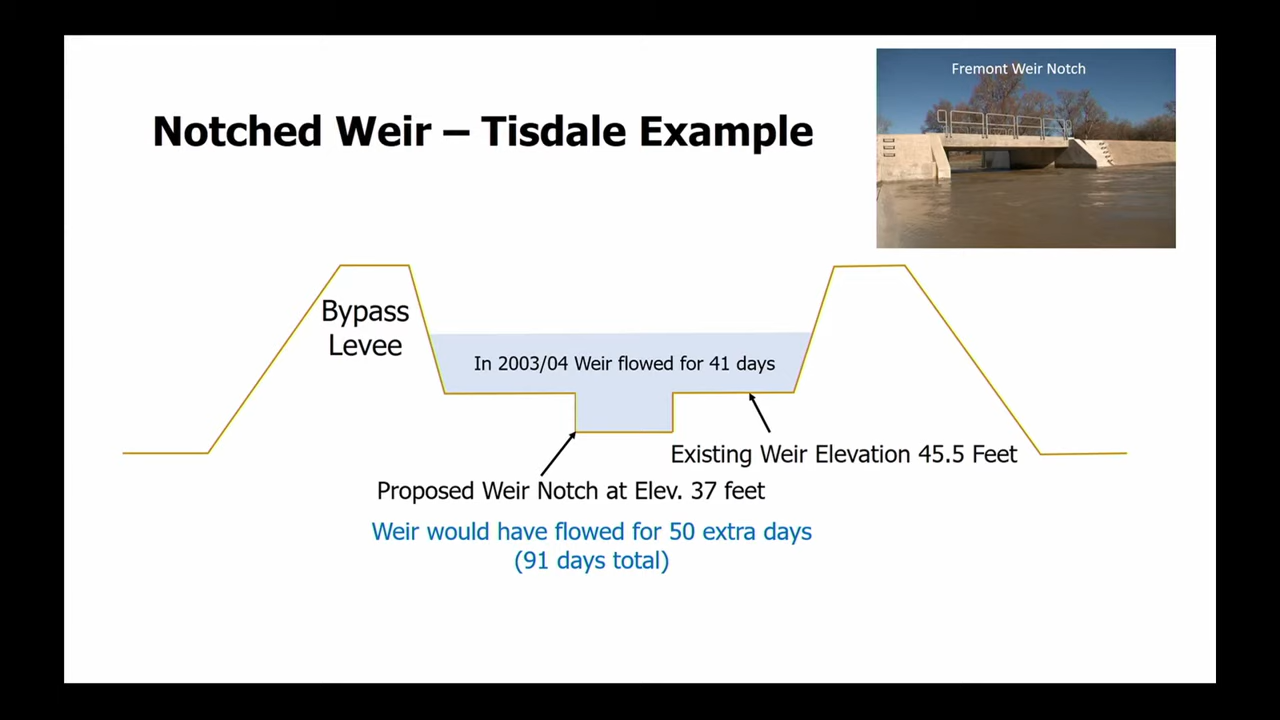 Fremont Weir Notch
Notched Weir – Tisdale Example
Bypass
Levee
In 2003/04 Weir flowed for 41 days
Existing Weir Elevation 45.5 Feet
Proposed Weir Notch at Elev. 37 feet
Weir would have flowed for 50 extra days
(91 days total)